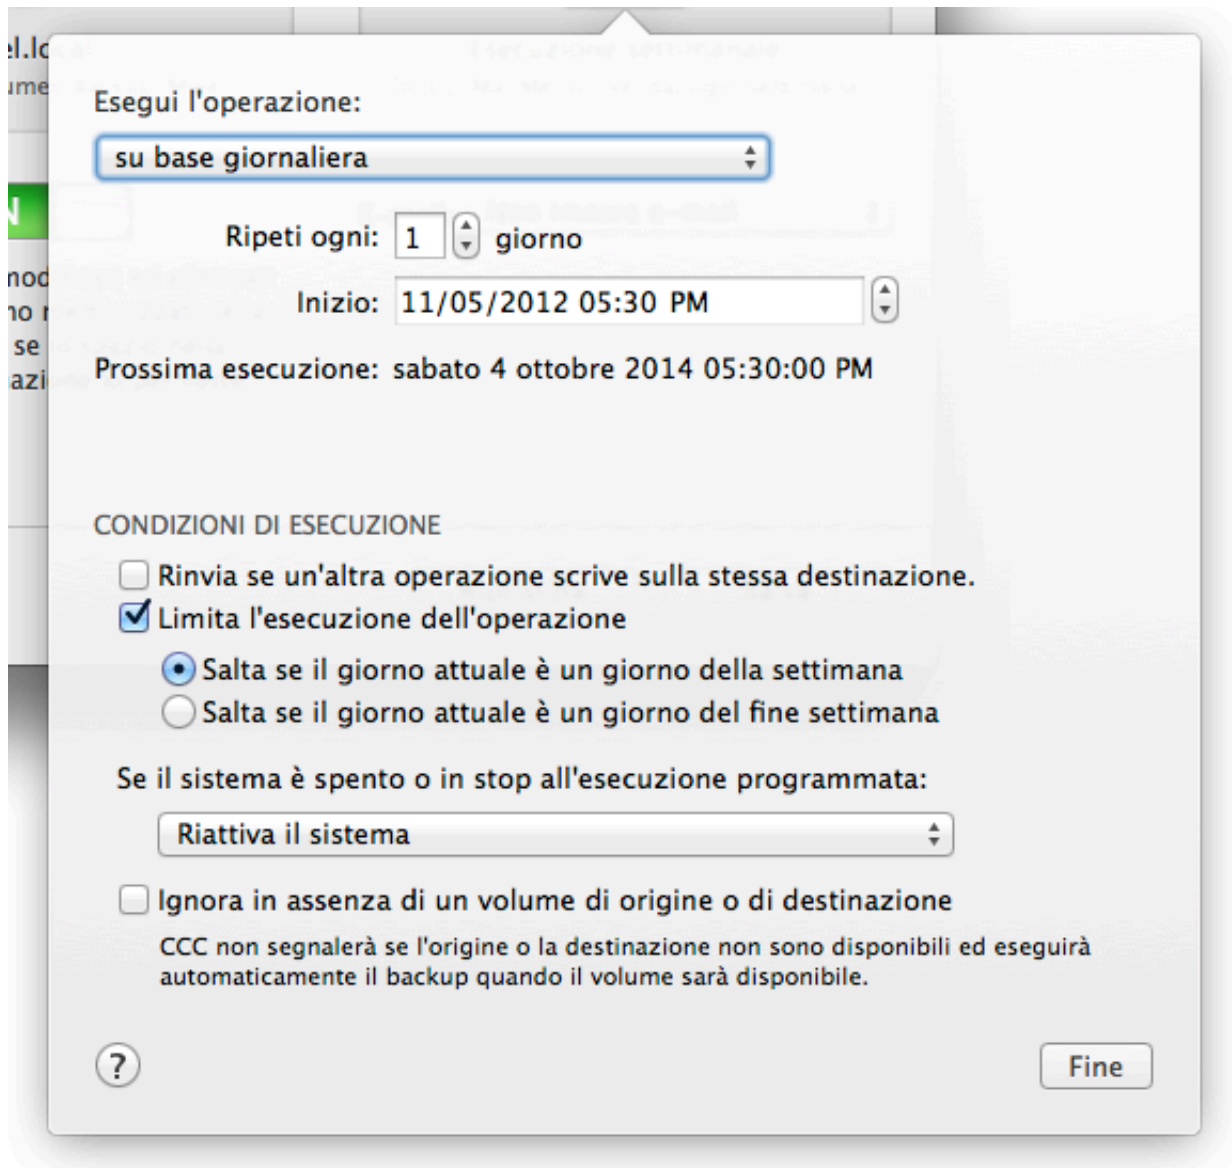 Esegui l'operazione:
su base giornaliera
Ripeti ogni: 1 giorno
Inizio: 11/05/2012 05:30 PM
Prossima esecuzione: sabato 4 ottobre 2014 05:30:00 PM
CONDIZIONI DI ESECUZIONE
Rinvia se un'altra operazione scrive sulla stessa destinazione.
Limita l'esecuzione dell'operazione
Salta se il giorno attuale è un giorno della settimana
Salta se il giorno attuale è un giorno del fine settimana
Se il sistema è spento o in stop all'esecuzione programmata:
Riattiva il sistema
Ignora in assenza di un volume di origine o di destinazione
CCC non segnalerà se l'origine o la destinazione non sono disponibili ed eseguirà
automaticamente il backup quando il volume sarà disponibile.
?
Fine